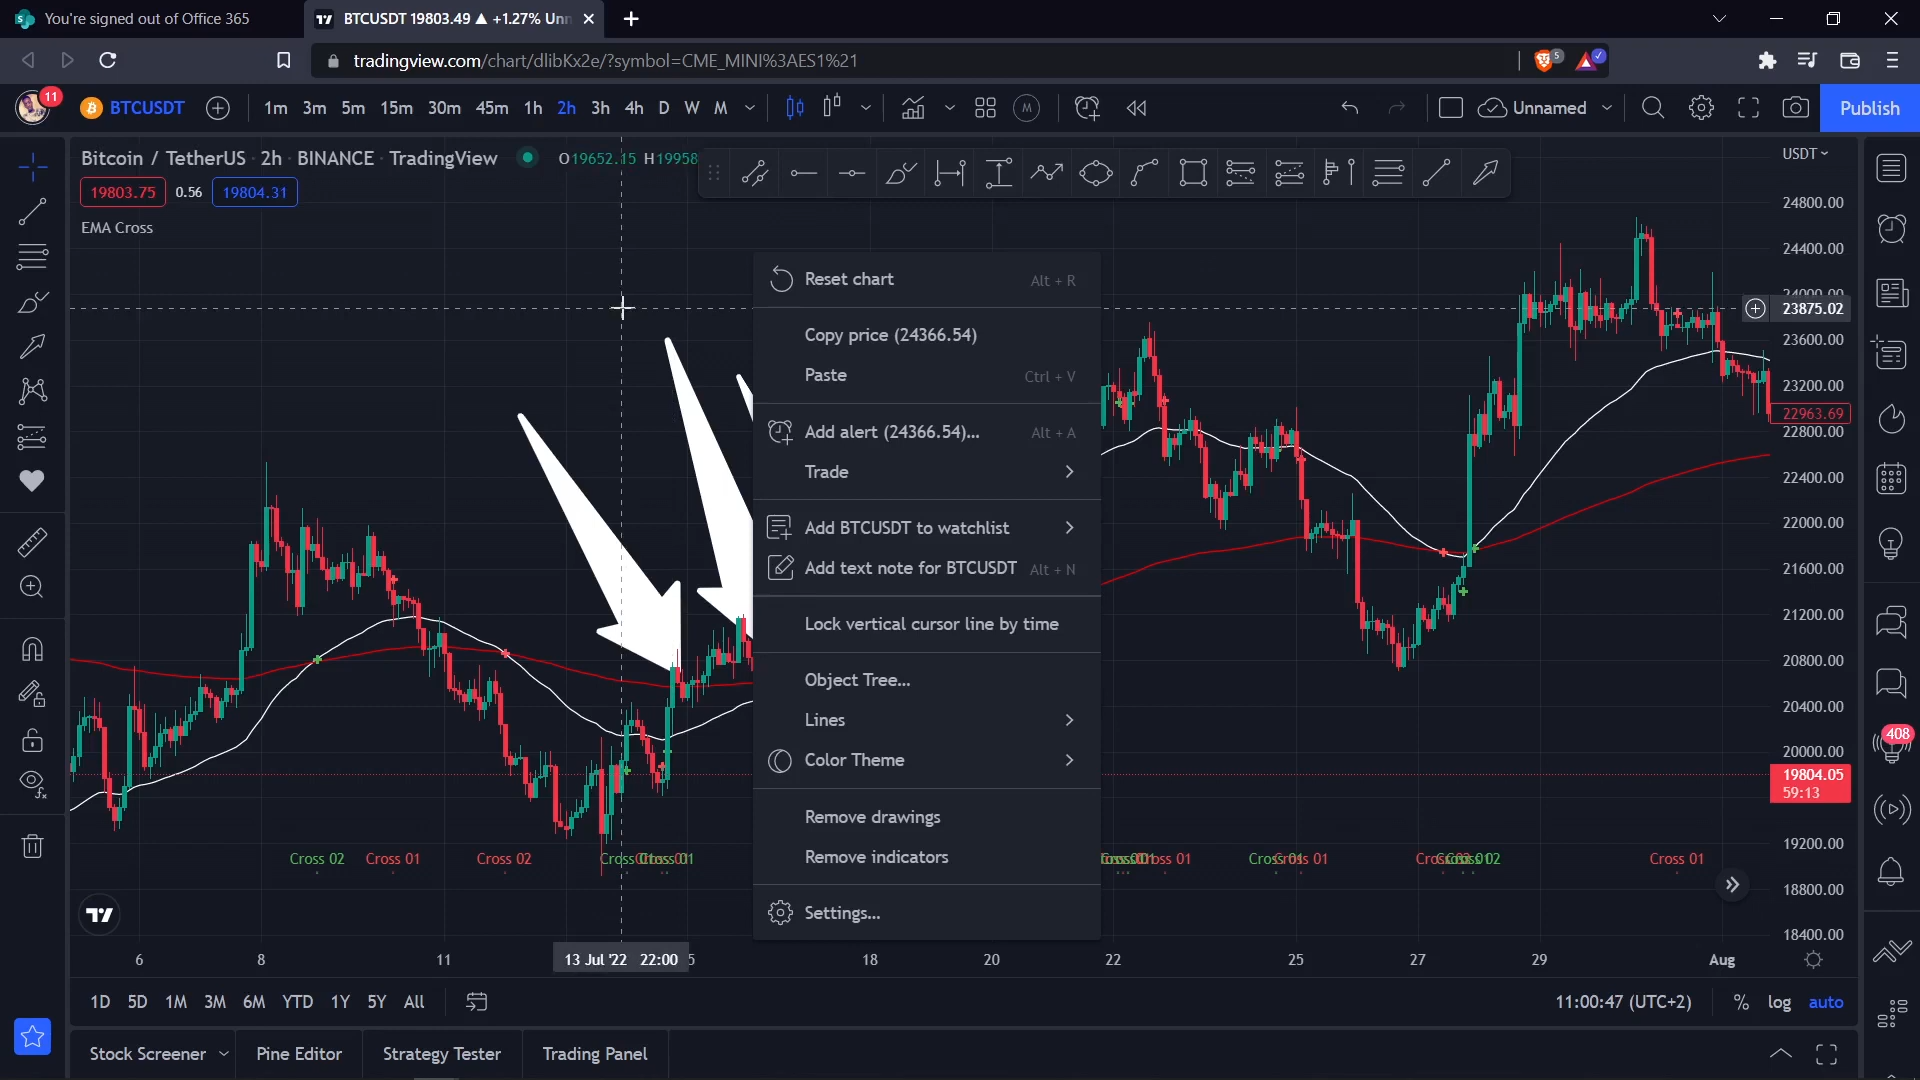 You're signed out of Office 365
BTCUSDT 19803.49 ▲ +1.27% Unn
tradingview.com/chart/dlibKx2e/?symbol=CME_MINI%3AES1%21
5
11
BTCUSDT
1m 3m 5m 15m 30m 45m 1h 2h 3h 4h D W M
M
Unnamed
Publish
Bitcoin / TetherUS · 2h · BINANCE · TradingView
O19652.15 H19958
USDT
19803.75 0.56 19804.31
EMA Cross
24800.00
24400.00
24000.00
23875.02
23600.00
23200.00
22963.69
22800.00
22400.00
22000.00
21600.00
21200.00
20800.00
20400.00
20000.00
19804.05
59:13
19200.00
18800.00
18400.00
Reset chart Alt + R
Copy price (24366.54)
Paste Ctrl + V
Add alert (24366.54)... Alt + A
Trade
Add BTCUSDT to watchlist
Add text note for BTCUSDT Alt + N
Lock vertical cursor line by time
Object Tree...
Lines
Color Theme
Remove drawings
Remove indicators
Settings...
408
Cross 02 Cross 01 Cross 02 Cross 01 Cross 01
6 8 11 13 Jul '22 22:00 5 18 20 22 25 27 29 Aug
1D 5D 1M 3M 6M YTD 1Y 5Y All
11:00:47 (UTC+2) % log auto
Stock Screener Pine Editor Strategy Tester Trading Panel